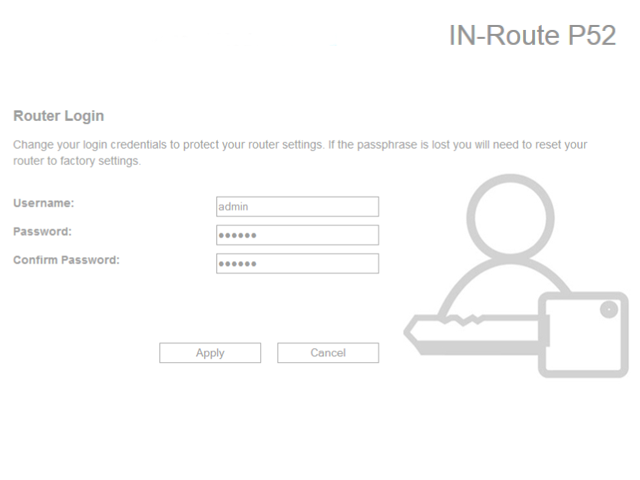 IN-Route P52
Router Login
Change your login credentials to protect your router settings. If the passphrase is lost you will need to reset your
router to factory settings.
Username:
admin
Password:
••••••
Confirm Password:
••••••
Apply
Cancel